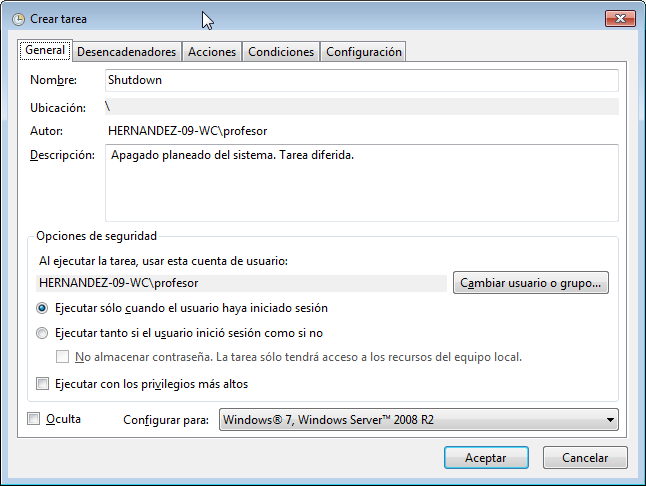 Crear tarea
General Desencadenadores Acciones Condiciones Configuración
Nombre: Shutdown
Ubicación: \
Autor: HERNANDEZ-09-WC\profesor
Descripción: Apagado planeado del sistema. Tarea diferida.
Opciones de seguridad
Al ejecutar la tarea, usar esta cuenta de usuario:
HERNANDEZ-09-WC\profesor Cambiar usuario o grupo...
Ejecutar sólo cuando el usuario haya iniciado sesión
Ejecutar tanto si el usuario inició sesión como si no
No almacenar contraseña. La tarea sólo tendrá acceso a los recursos del equipo local.
Ejecutar con los privilegios más altos
Oculta Configurar para: Windows® 7, Windows Server™ 2008 R2
Aceptar Cancelar